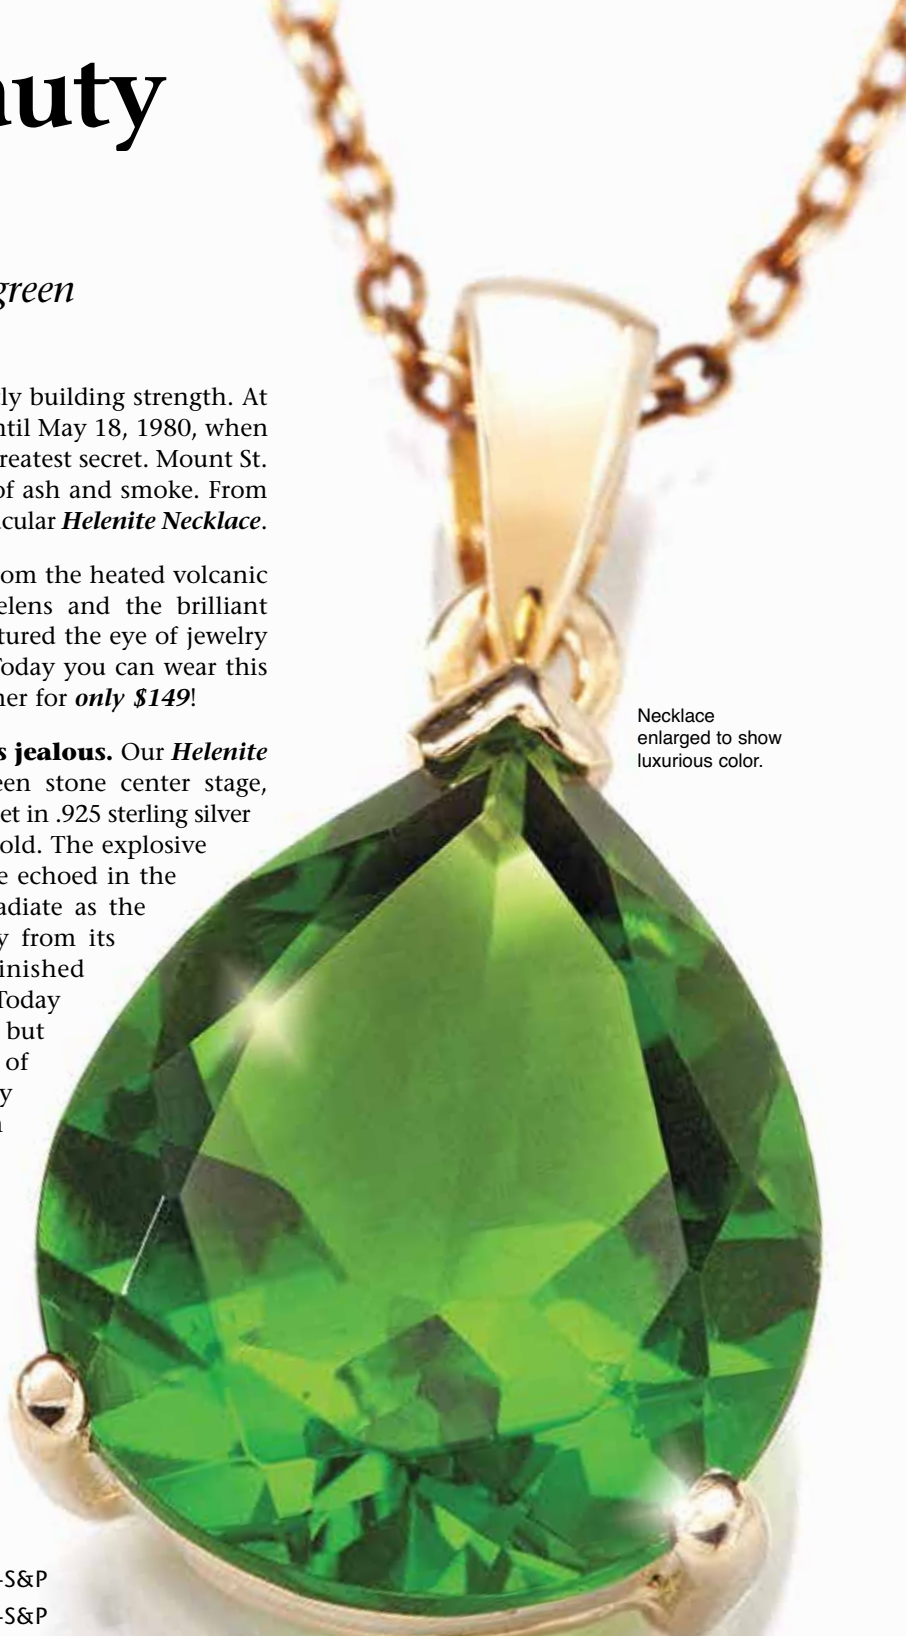 auty
green
ly building strength. At
ntil May 18, 1980, when
reatest secret. Mount St.
of ash and smoke. From
cular Helenite Necklace.
om the heated volcanic
elens and the brilliant
tured the eye of jewelry
Today you can wear this
ner for only $149!
s jealous. Our Helenite
een stone center stage,
et in .925 sterling silver
old. The explosive
e echoed in the
adiate as the
y from its
inished
Today
but
of
y
Necklace
enlarged to show
luxurious color.
-S&P
-S&P